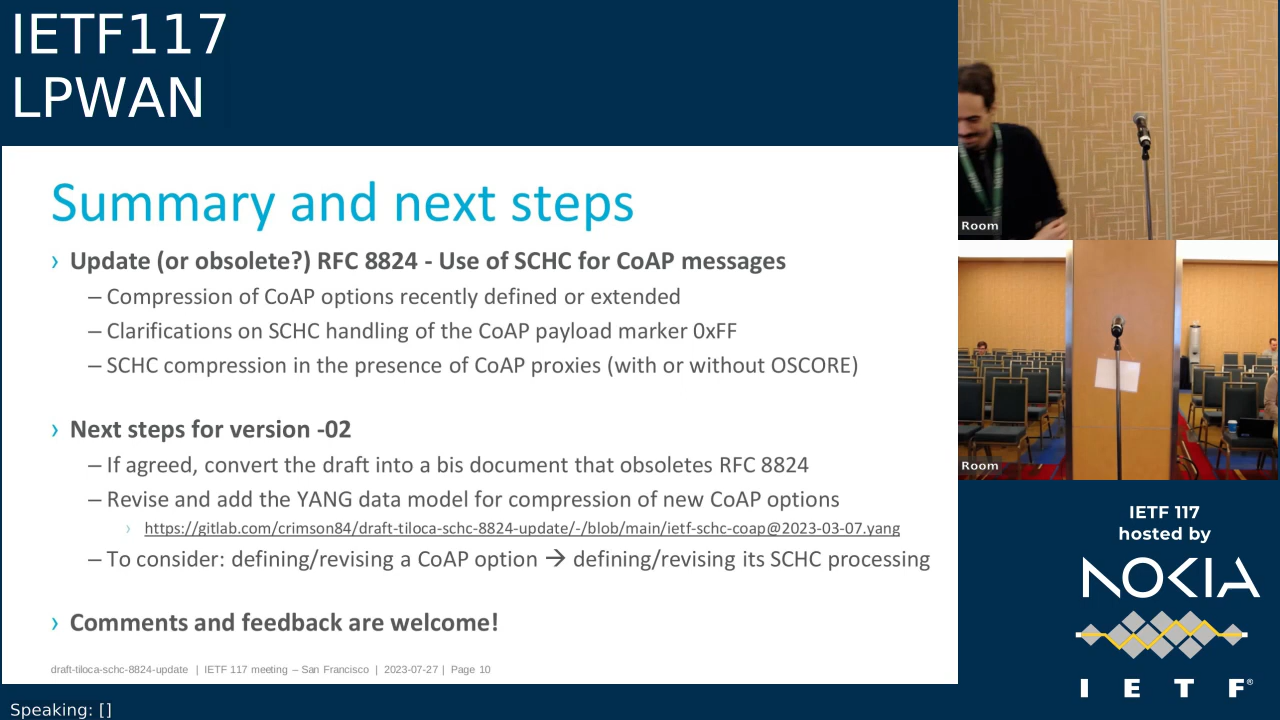 IETF117
LPWAN
Summary and next steps
› Update (or obsolete?) RFC 8824 - Use of SCHC for CoAP messages
– Compression of CoAP options recently defined or extended
– Clarifications on SCHC handling of the CoAP payload marker 0xFF
– SCHC compression in the presence of CoAP proxies (with or without OSCORE)
› Next steps for version -02
– If agreed, convert the draft into a bis document that obsoletes RFC 8824
– Revise and add the YANG data model for compression of new CoAP options
› https://gitlab.com/crimson84/draft-tiloca-schc-8824-update/-/blob/main/ietf-schc-coap@2023-03-07.yang
– To consider: defining/revising a CoAP option → defining/revising its SCHC processing
› Comments and feedback are welcome!
draft-tiloca-schc-8824-update | IETF 117 meeting – San Francisco | 2023-07-27 | Page 10
Speaking: []
Room
Room
IETF 117
hosted by
NOKIA
I E T F®